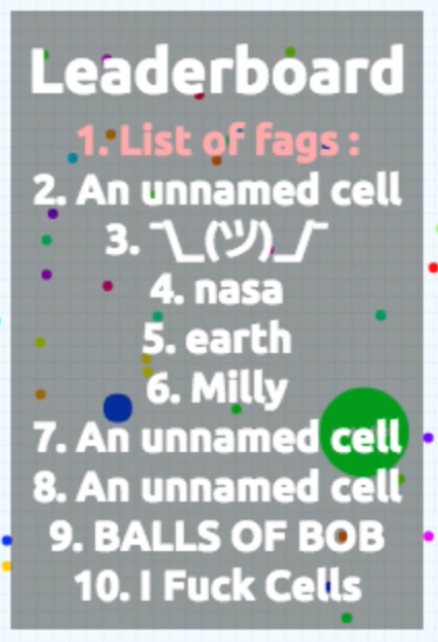 Leaderboard
1. List of fags :
2. An unnamed cell
3. ¯\_(ツ)_/¯
4. nasa
5. earth
6. Milly
7. An unnamed cell
8. An unnamed cell
9. BALLS OF BOB
10. I Fuck Cells